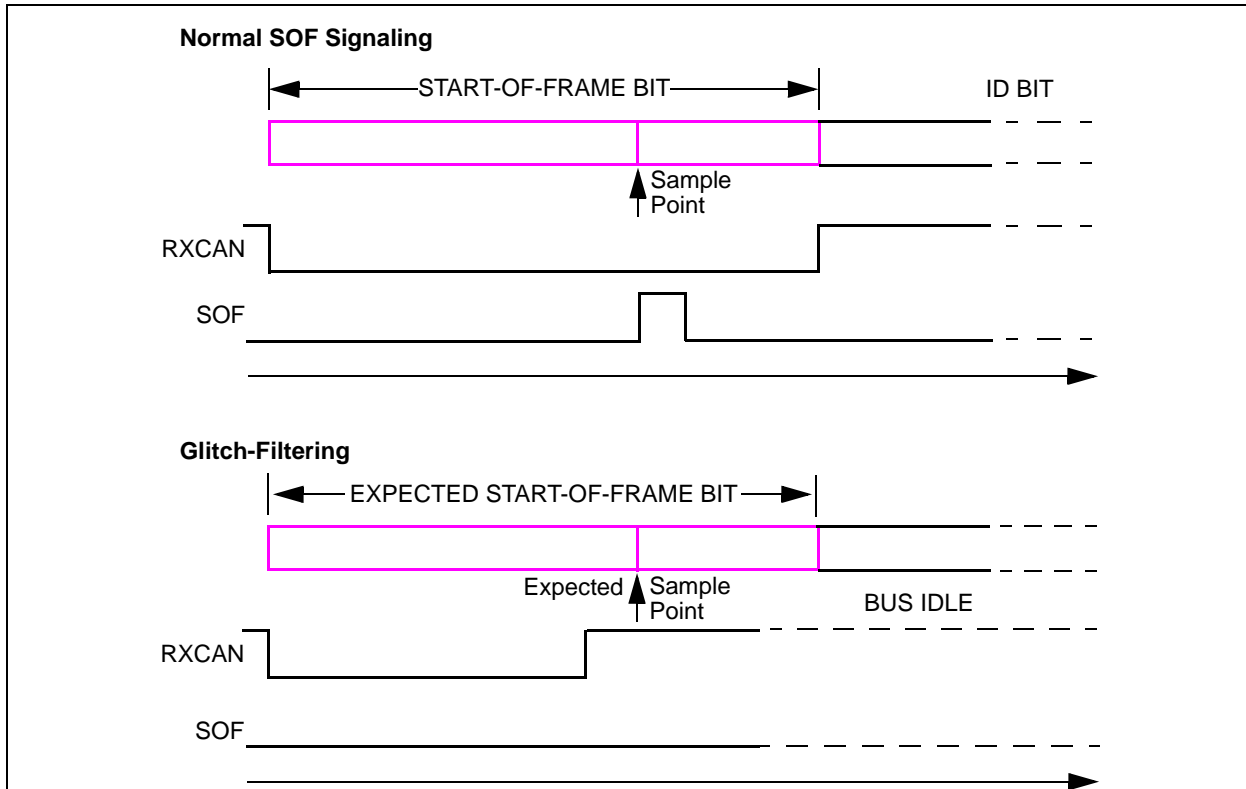 Normal SOF Signaling
START-OF-FRAME BIT
ID BIT
Sample
Point
RXCAN
SOF
Glitch-Filtering
EXPECTED START-OF-FRAME BIT
Expected Sample
Point
BUS IDLE
RXCAN
SOF